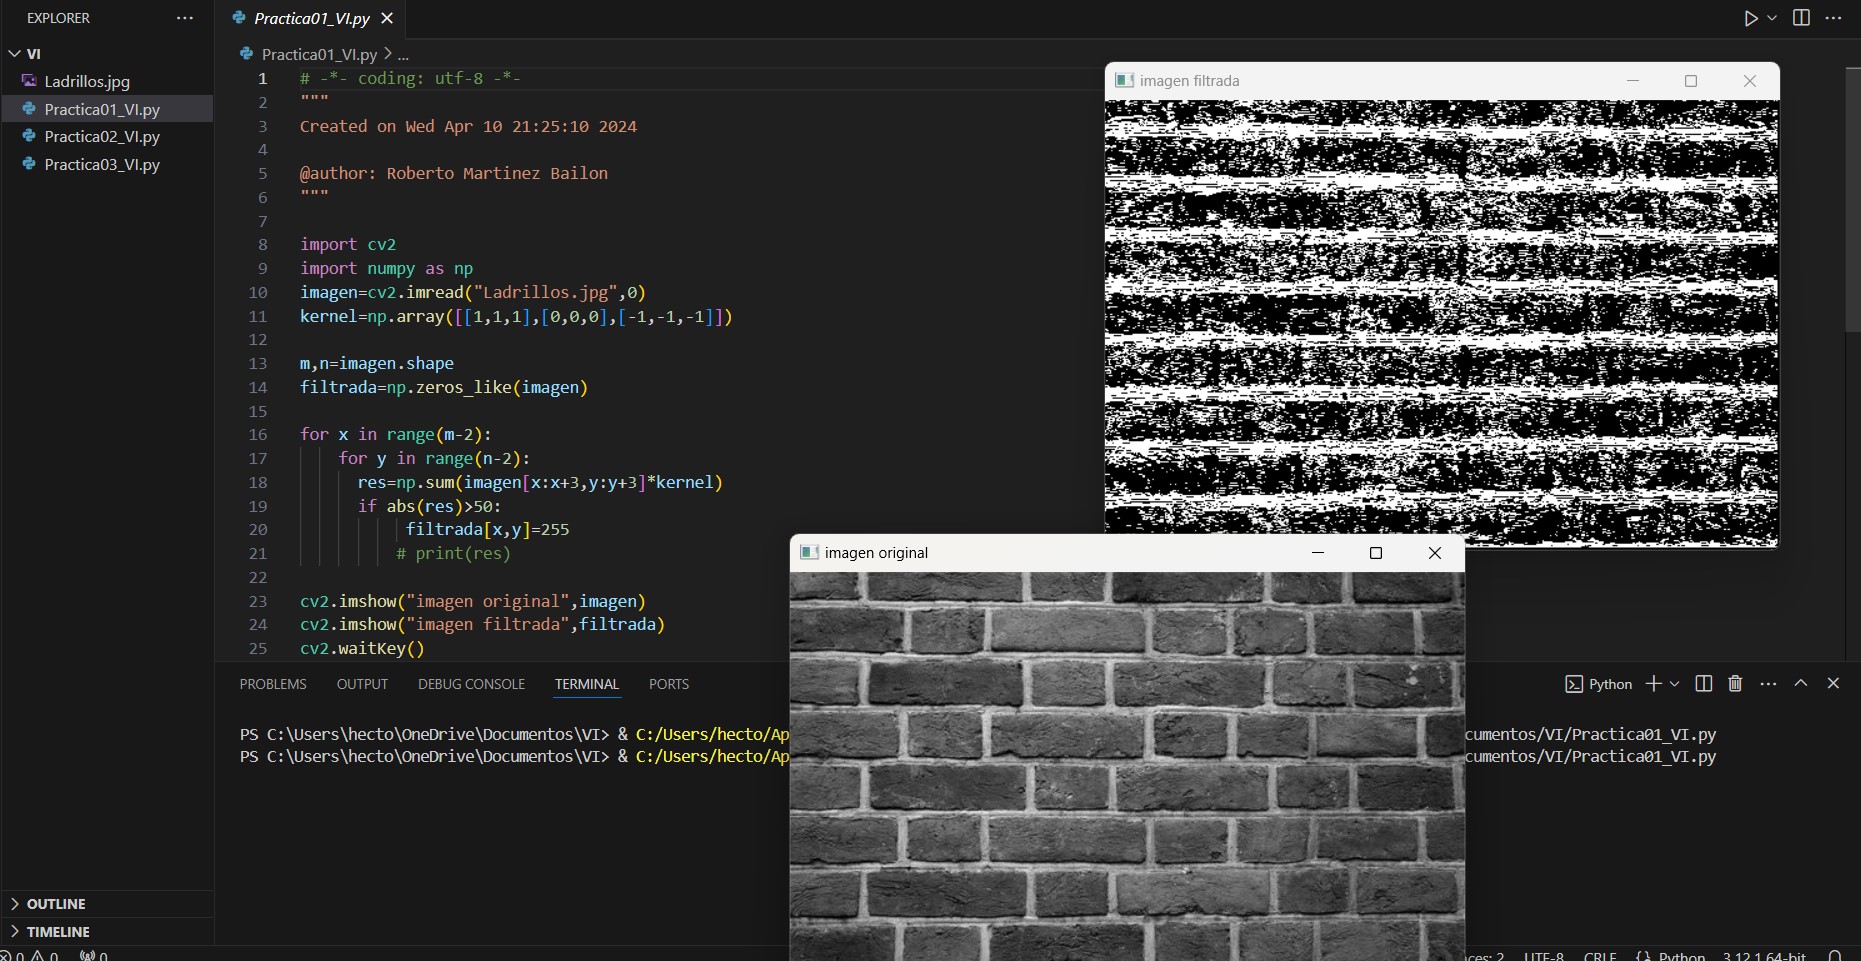 EXPLORER
VI
Ladrillos.jpg
Practica01_VI.py
Practica02_VI.py
Practica03_VI.py
OUTLINE
TIMELINE
Practica01_VI.py
Practica01_VI.py > ...
1 # -*- coding: utf-8 -*-
2 """
3 Created on Wed Apr 10 21:25:10 2024
4
5 @author: Roberto Martinez Bailon
6 """
7
8 import cv2
9 import numpy as np
10 imagen=cv2.imread("Ladrillos.jpg",0)
11 kernel=np.array([[1,1,1],[0,0,0],[-1,-1,-1]])
12
13 m,n=imagen.shape
14 filtrada=np.zeros_like(imagen)
15
16 for x in range(m-2):
17     for y in range(n-2):
18       res=np.sum(imagen[x:x+3,y:y+3]*kernel)
19       if abs(res)>50:
20            filtrada[x,y]=255
21           # print(res)
22
23 cv2.imshow("imagen original",imagen)
24 cv2.imshow("imagen filtrada",filtrada)
25 cv2.waitKey()
imagen filtrada
imagen original
PROBLEMS OUTPUT DEBUG CONSOLE TERMINAL PORTS
Python
PS C:\Users\hecto\OneDrive\Documentos\VI> & C:/Users/hecto/Ap cumentos/VI/Practica01_VI.py
PS C:\Users\hecto\OneDrive\Documentos\VI> & C:/Users/hecto/Ap cumentos/VI/Practica01_VI.py
0 0 0
ces: 2 UTF-8 CRLF {} Python 3.12.1 64-bit